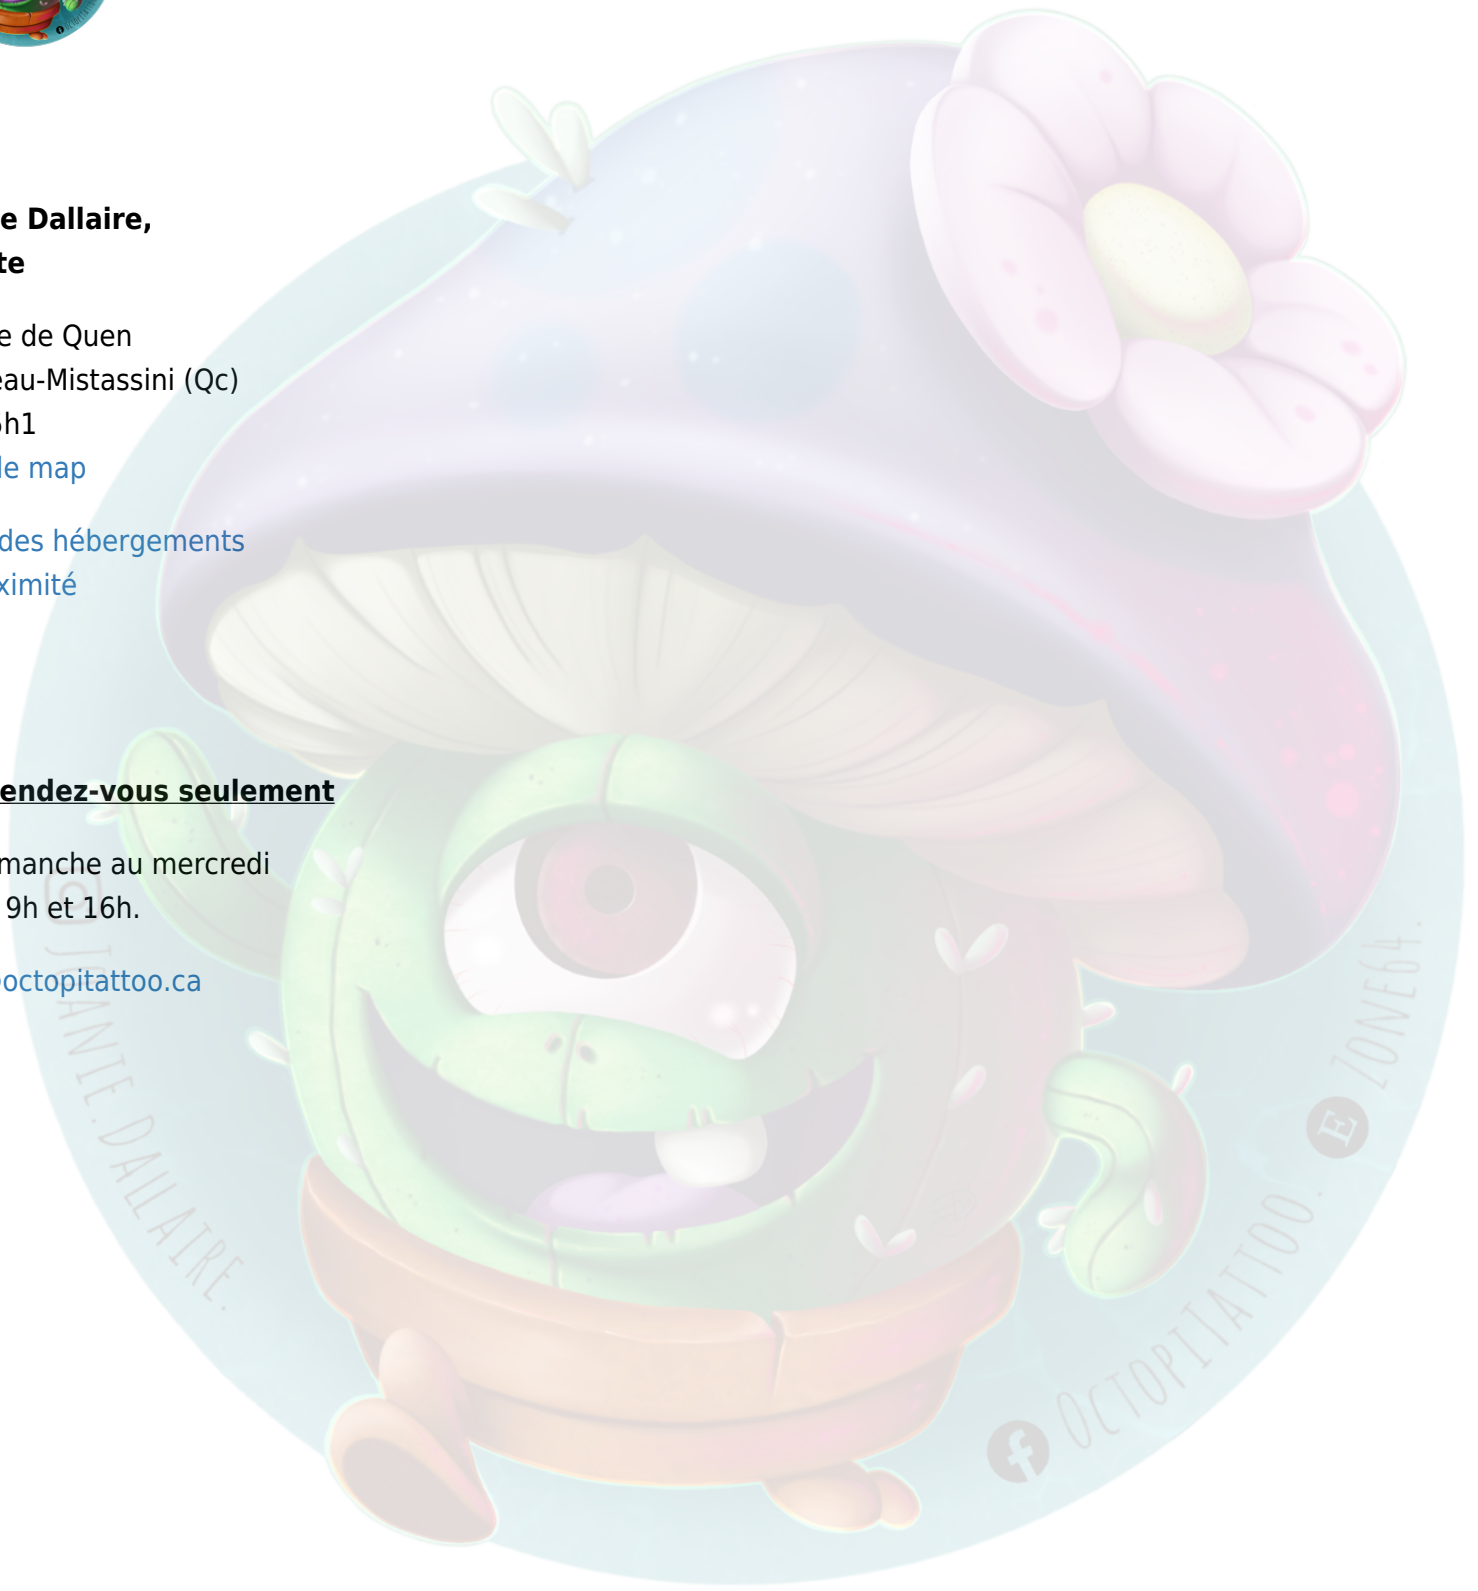 e Dallaire,
te
e de Quen
eau-Mistassini (Qc)
h1
le map
des hébergements
ximité
endez-vous seulement
manche au mercredi
9h et 16h.
octopitattoo.ca
JOANIE.DALLAIRE.
OCTOPITATTOO.
E ZONE64.